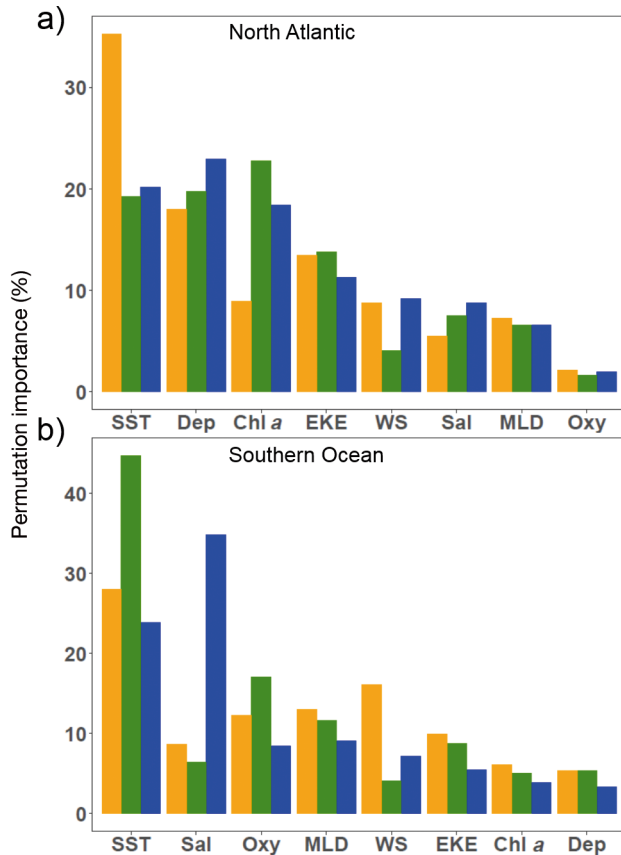 a)
North Atlantic
Permutation importance (%)
30
20
10
0
SST Dep Chl a EKE WS Sal MLD Oxy
b)
Southern Ocean
40
30
20
10
0
SST Sal Oxy MLD WS EKE Chl a Dep